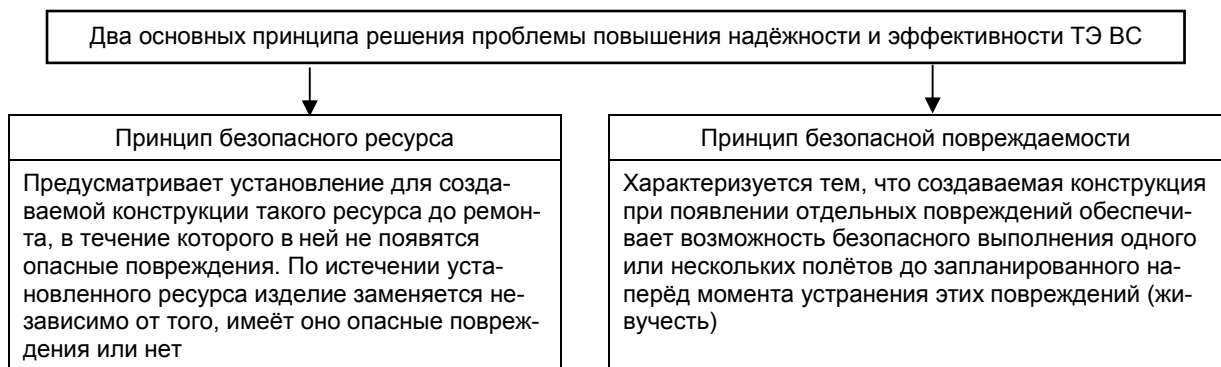 Два основных принципа решения проблемы повышения надёжности и эффективности ТЭ ВС
Принцип безопасного ресурса
Предусматривает установление для созда-
ваемой конструкции такого ресурса до ремон-
та, в течение которого в ней не появятся
опасные повреждения. По истечении уста-
новленного ресурса изделие заменяется не-
зависимо от того, имеёт оно опасные повреж-
дения или нет
Принцип безопасной повреждаемости
Характеризуется тем, что создаваемая конструкция
при появлении отдельных повреждений обеспечи-
вает возможность безопасного выполнения одного
или нескольких полётов до запланированного на-
перёд момента устранения этих повреждений (жи-
вучесть)